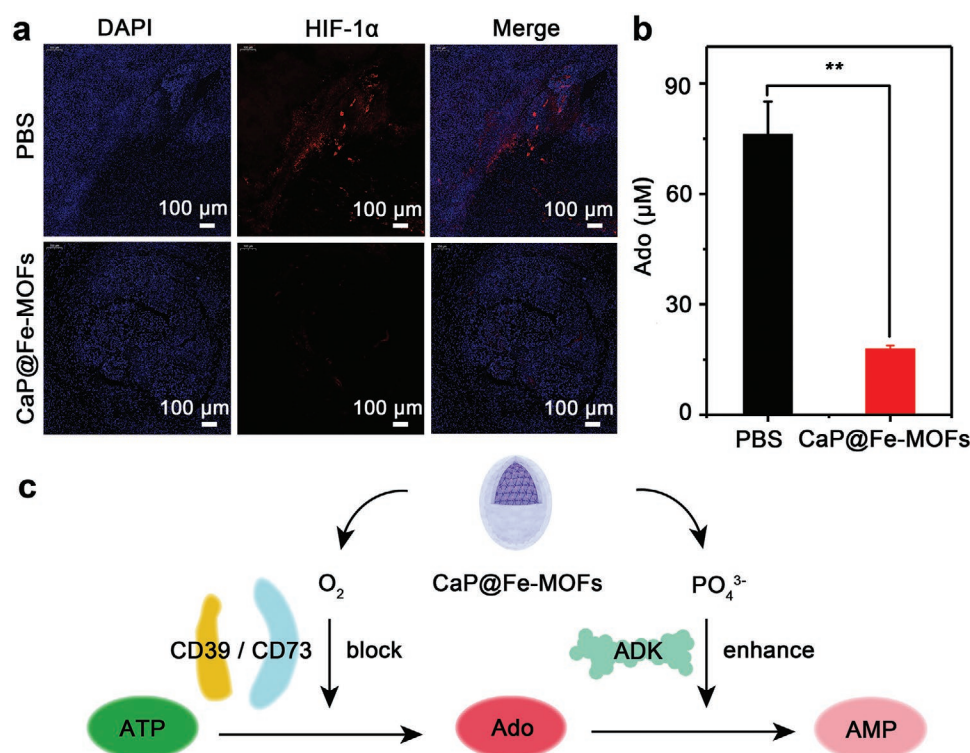 a
DAPI
HIF-1α
Merge
PBS
100 µm
100 µm
100 µm
CaP@Fe-MOFs
100 µm
100 µm
100 µm
b
**
Ado (µM)
90
60
30
0
PBS
CaP@Fe-MOFs
c
O₂
CaP@Fe-MOFs
PO₄³⁻
CD39 / CD73
block
ADK
enhance
ATP
Ado
AMP